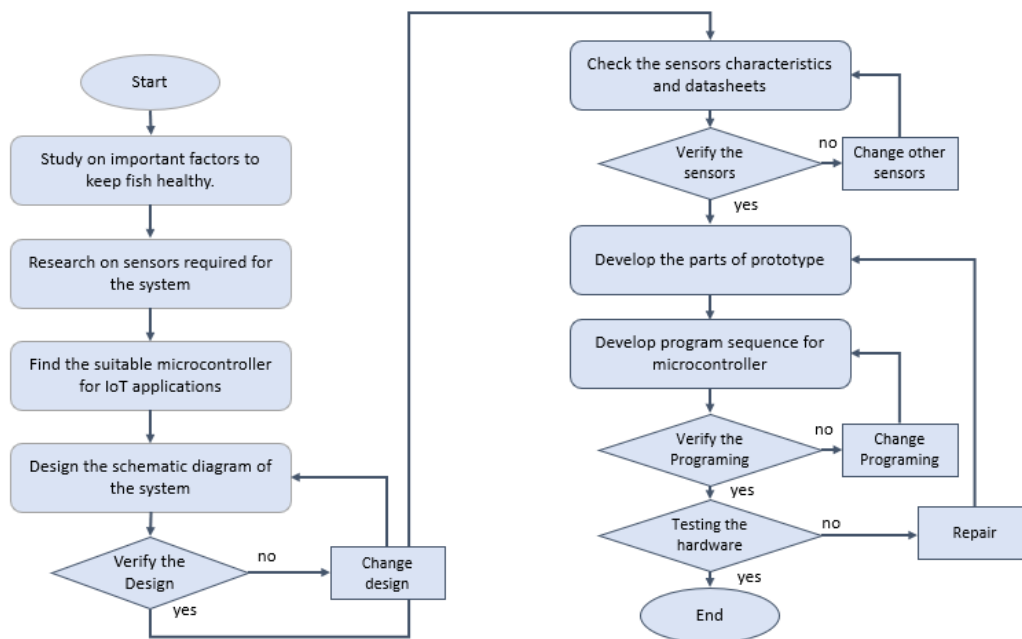 Start
Study on important factors to
keep fish healthy.
Research on sensors required for
the system
Find the suitable microcontroller
for IoT applications
Design the schematic diagram of
the system
Verify the
Design
no
Change
design
yes
Check the sensors characteristics
and datasheets
Verify the
sensors
no
Change other
sensors
yes
Develop the parts of prototype
Develop program sequence for
microcontroller
Verify the
Programing
no
Change
Programing
yes
Testing the
hardware
no
Repair
yes
End